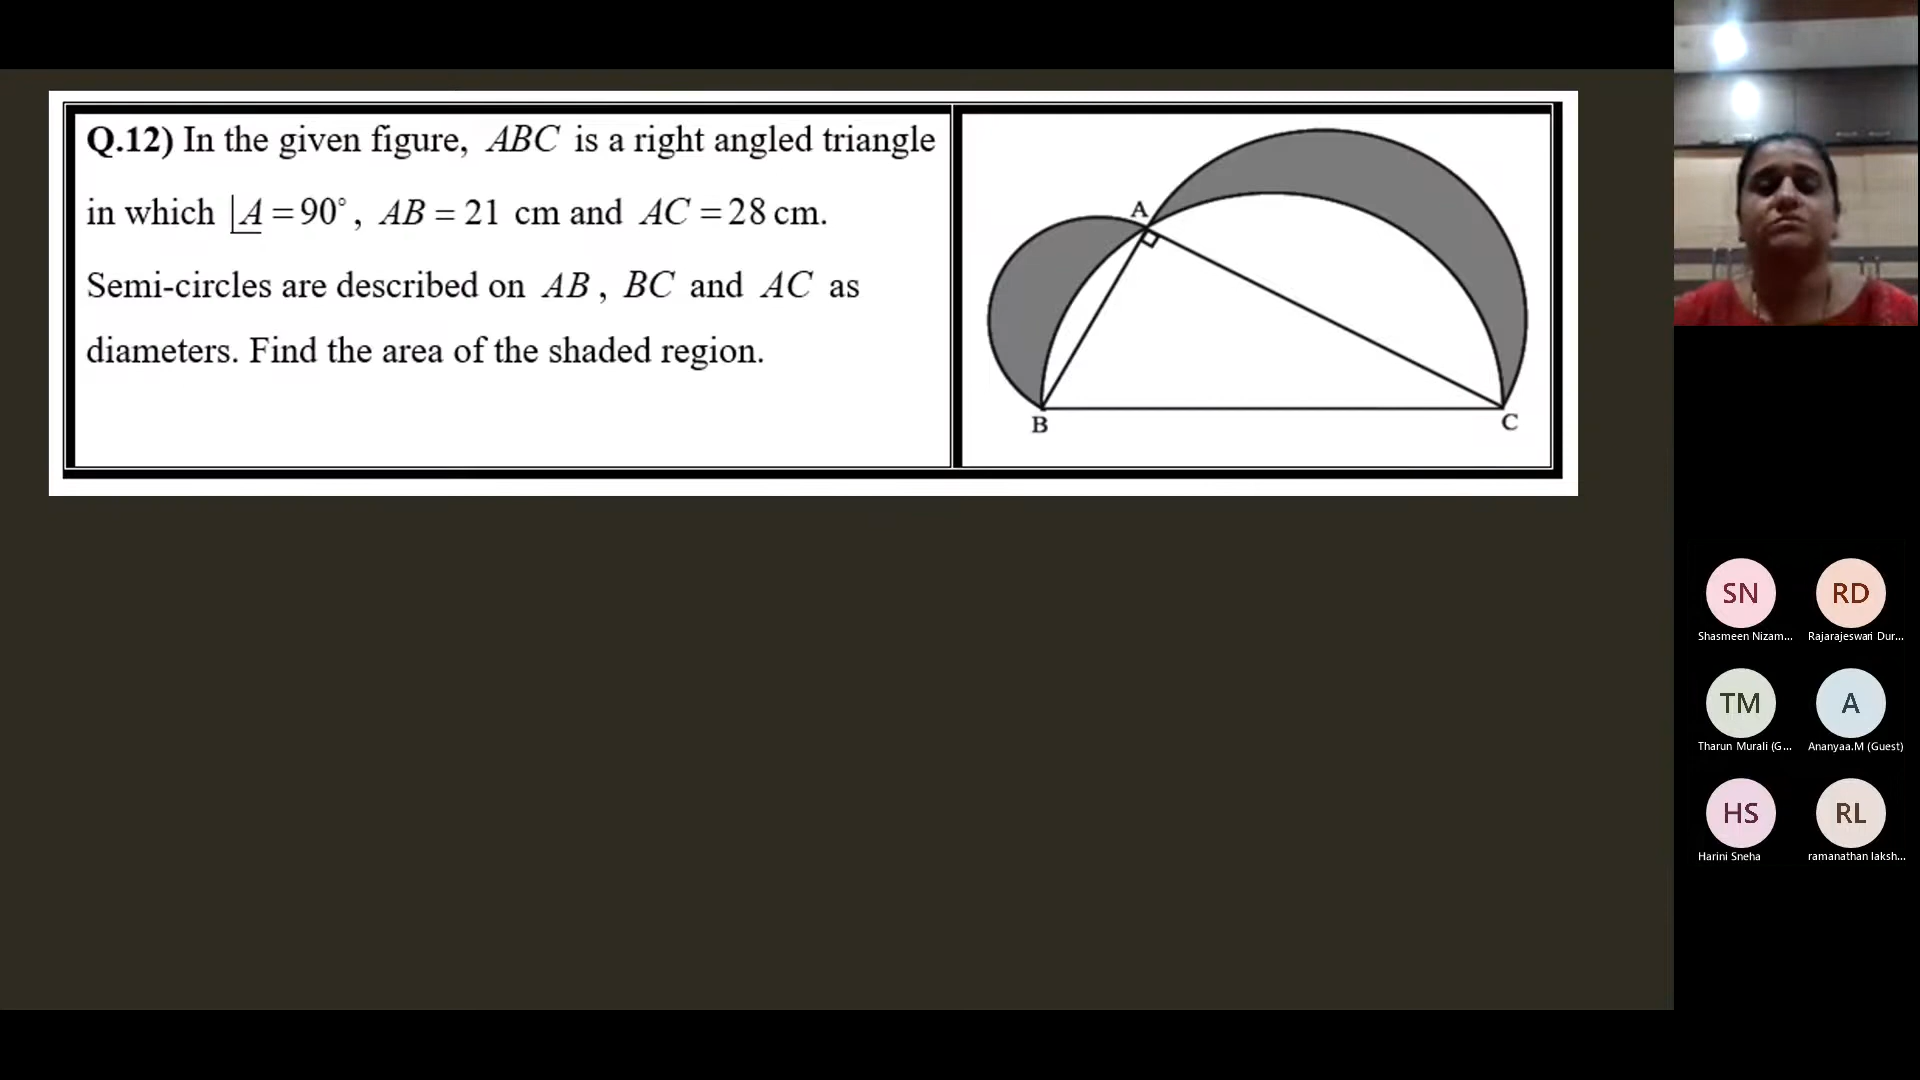 Q.12) In the given figure, ABC is a right angled triangle
in which |A = 90°, AB = 21 cm and AC = 28 cm.
Semi-circles are described on AB, BC and AC as
diameters. Find the area of the shaded region.
A
B
C
SN
RD
Shasmeen Nizam...
Rajarajeswari Dur...
TM
A
Tharun Murali (G...
Ananyaa.M (Guest)
HS
RL
Harini Sneha
ramanathan laksh...